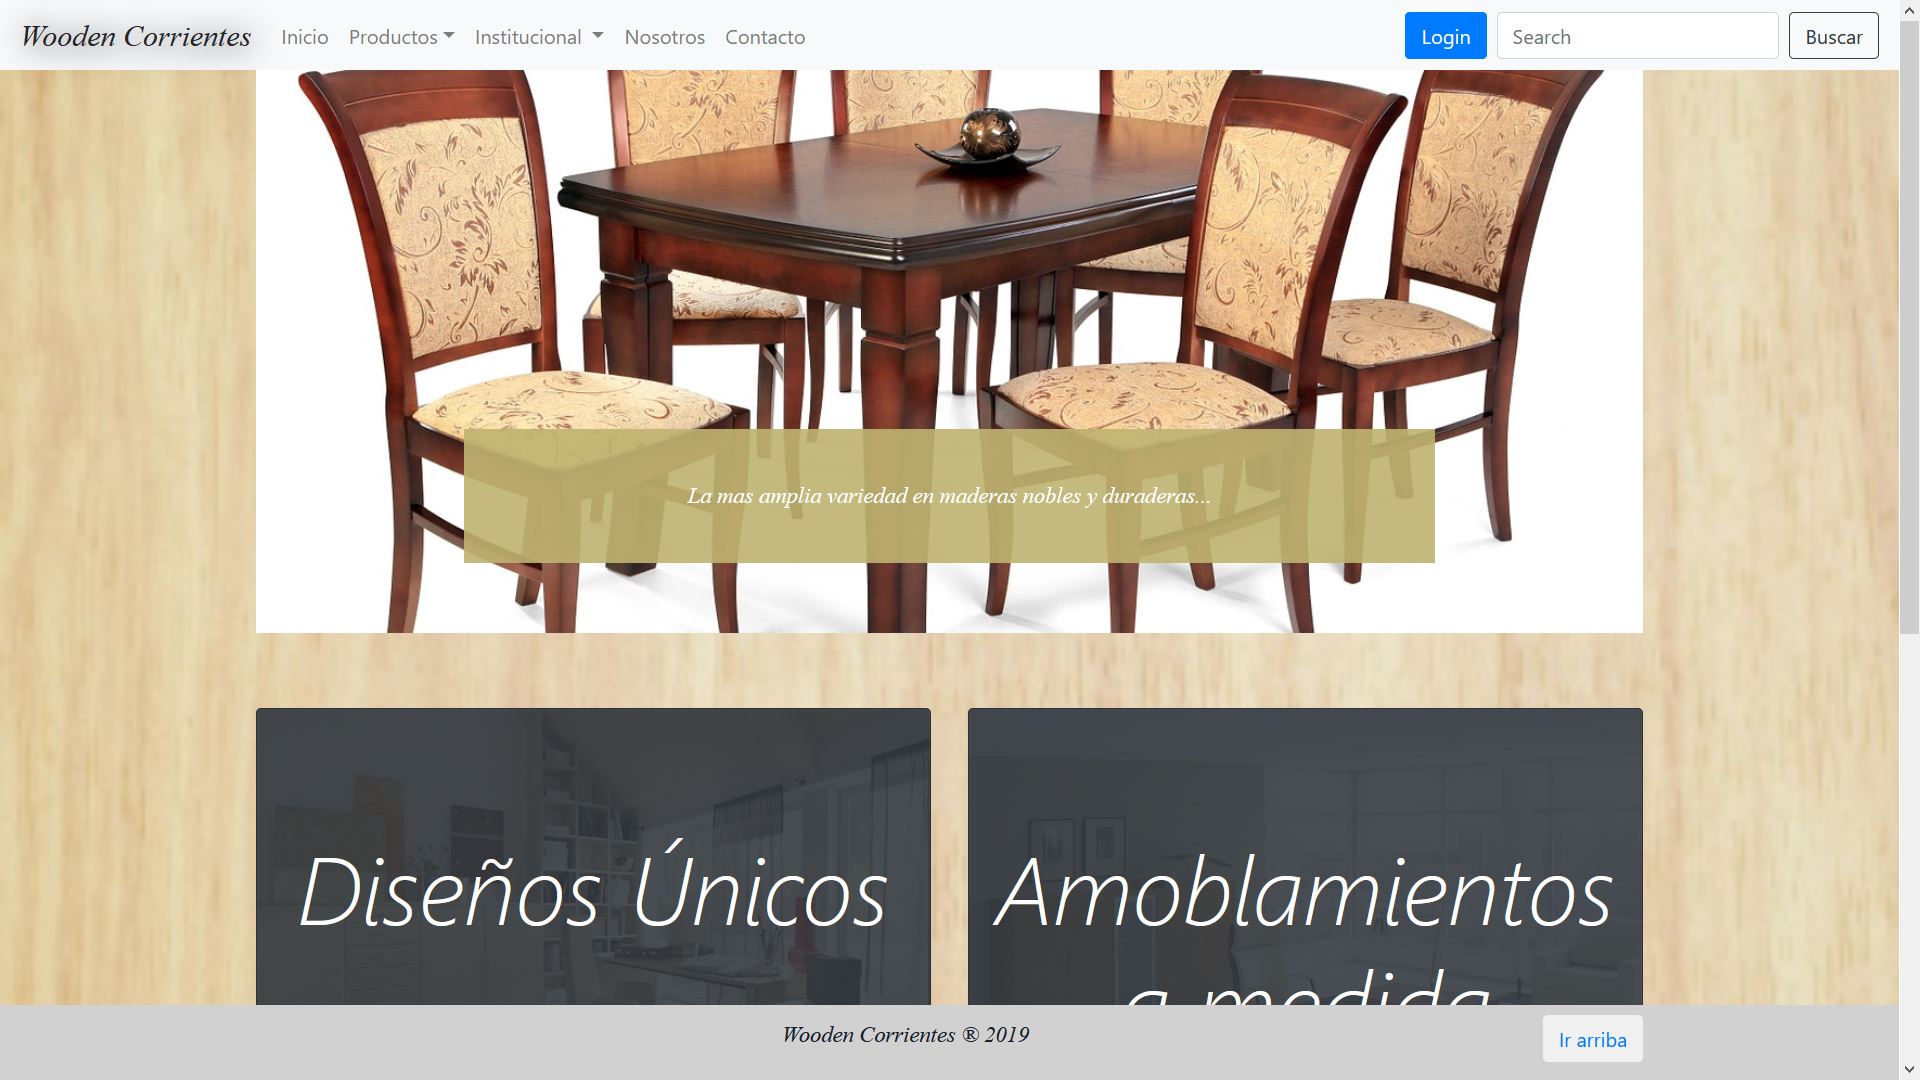 Wooden Corrientes Inicio Productos Institucional Nosotros Contacto Login Search Buscar
La mas amplia variedad en maderas nobles y duraderas...
Diseños Únicos
Amoblamientos
a medida
Wooden Corrientes ® 2019
Ir arriba